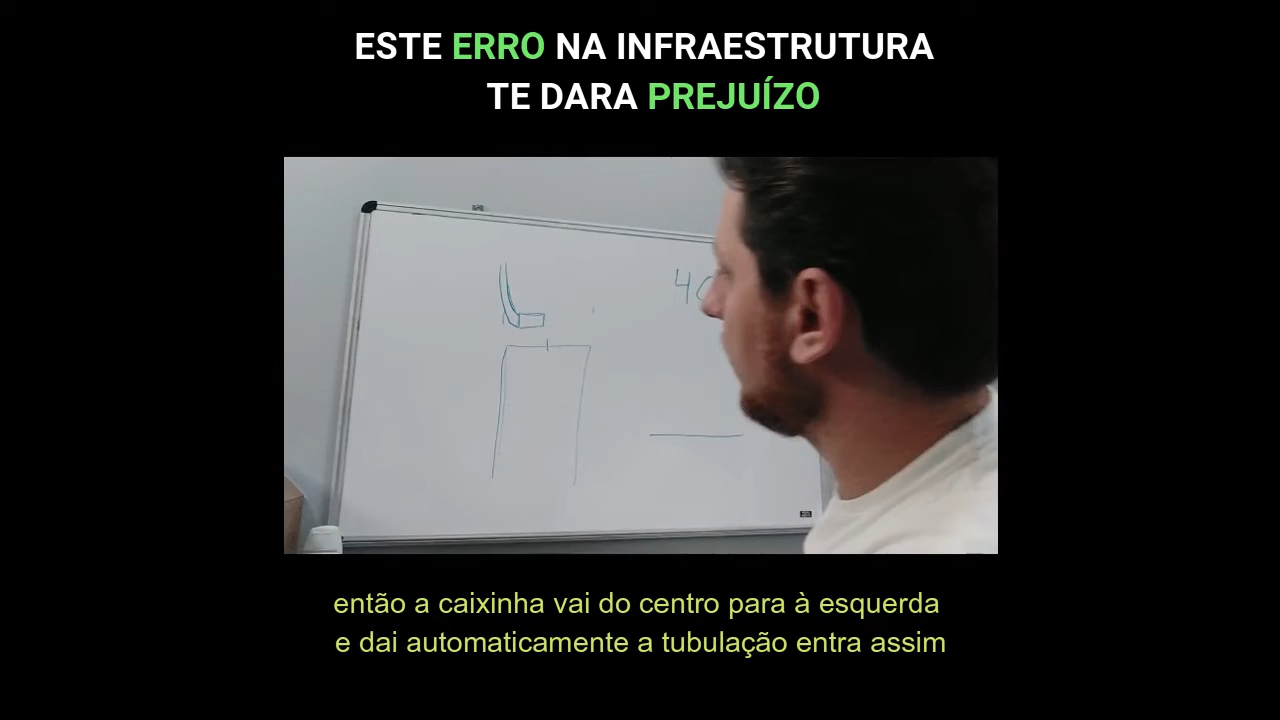 ESTE ERRO NA INFRAESTRUTURA
TE DARA PREJUÍZO
então a caixinha vai do centro para à esquerda
e dai automaticamente a tubulação entra assim